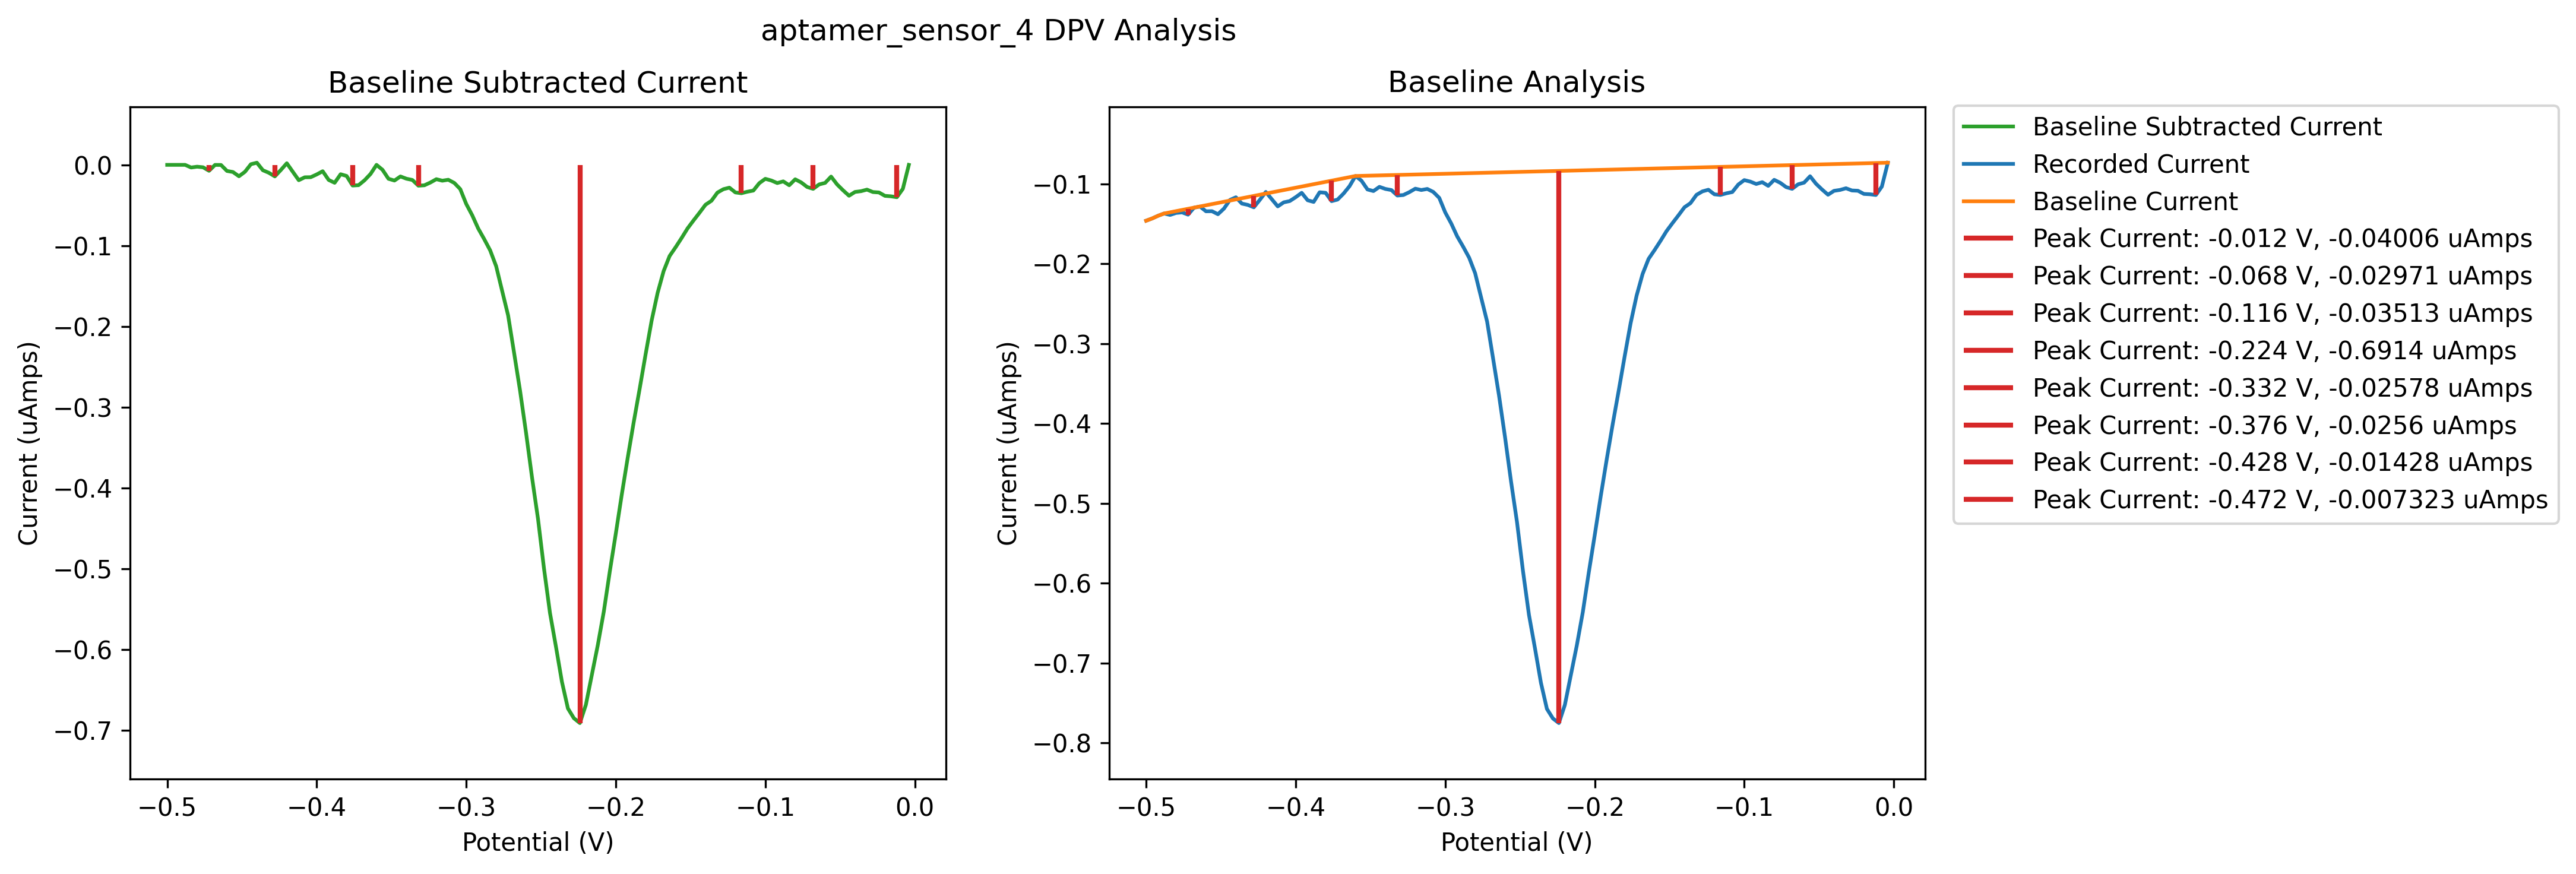 aptamer_sensor_4 DPV Analysis
Baseline Subtracted Current
Current (uAmps)
0.0
−0.1
−0.2
−0.3
−0.4
−0.5
−0.6
−0.7
−0.5
−0.4
−0.3
−0.2
−0.1
0.0
Potential (V)
Baseline Analysis
Current (uAmps)
−0.1
−0.2
−0.3
−0.4
−0.5
−0.6
−0.7
−0.8
−0.5
−0.4
−0.3
−0.2
−0.1
0.0
Potential (V)
Baseline Subtracted Current
Recorded Current
Baseline Current
Peak Current: -0.012 V, -0.04006 uAmps
Peak Current: -0.068 V, -0.02971 uAmps
Peak Current: -0.116 V, -0.03513 uAmps
Peak Current: -0.224 V, -0.6914 uAmps
Peak Current: -0.332 V, -0.02578 uAmps
Peak Current: -0.376 V, -0.0256 uAmps
Peak Current: -0.428 V, -0.01428 uAmps
Peak Current: -0.472 V, -0.007323 uAmps